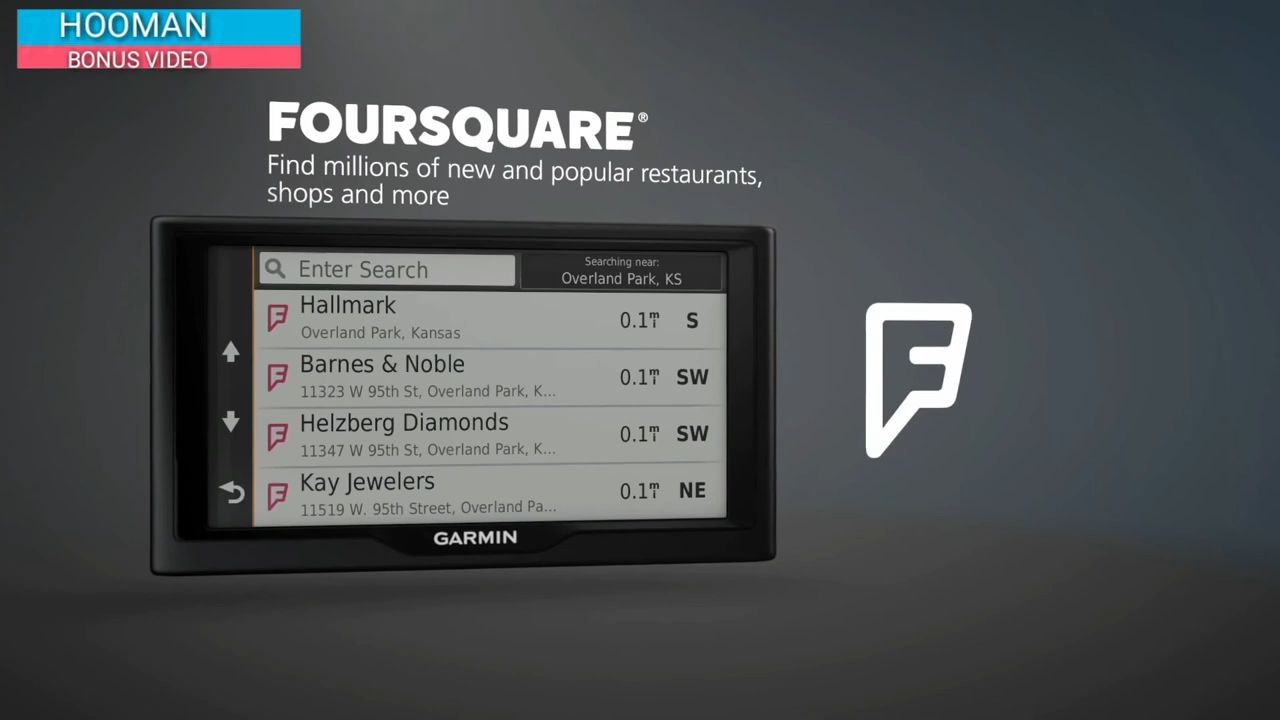 HOOMAN
BONUS VIDEO
FOURSQUARE®
Find millions of new and popular restaurants,
shops and more
Enter Search
Searching near:
Overland Park, KS
Hallmark
Overland Park, Kansas
0.1mi S
Barnes & Noble
11323 W 95th St, Overland Park, K...
0.1mi SW
Helzberg Diamonds
11347 W 95th St, Overland Park, K...
0.1mi SW
Kay Jewelers
11519 W. 95th Street, Overland Pa...
0.1mi NE
GARMIN